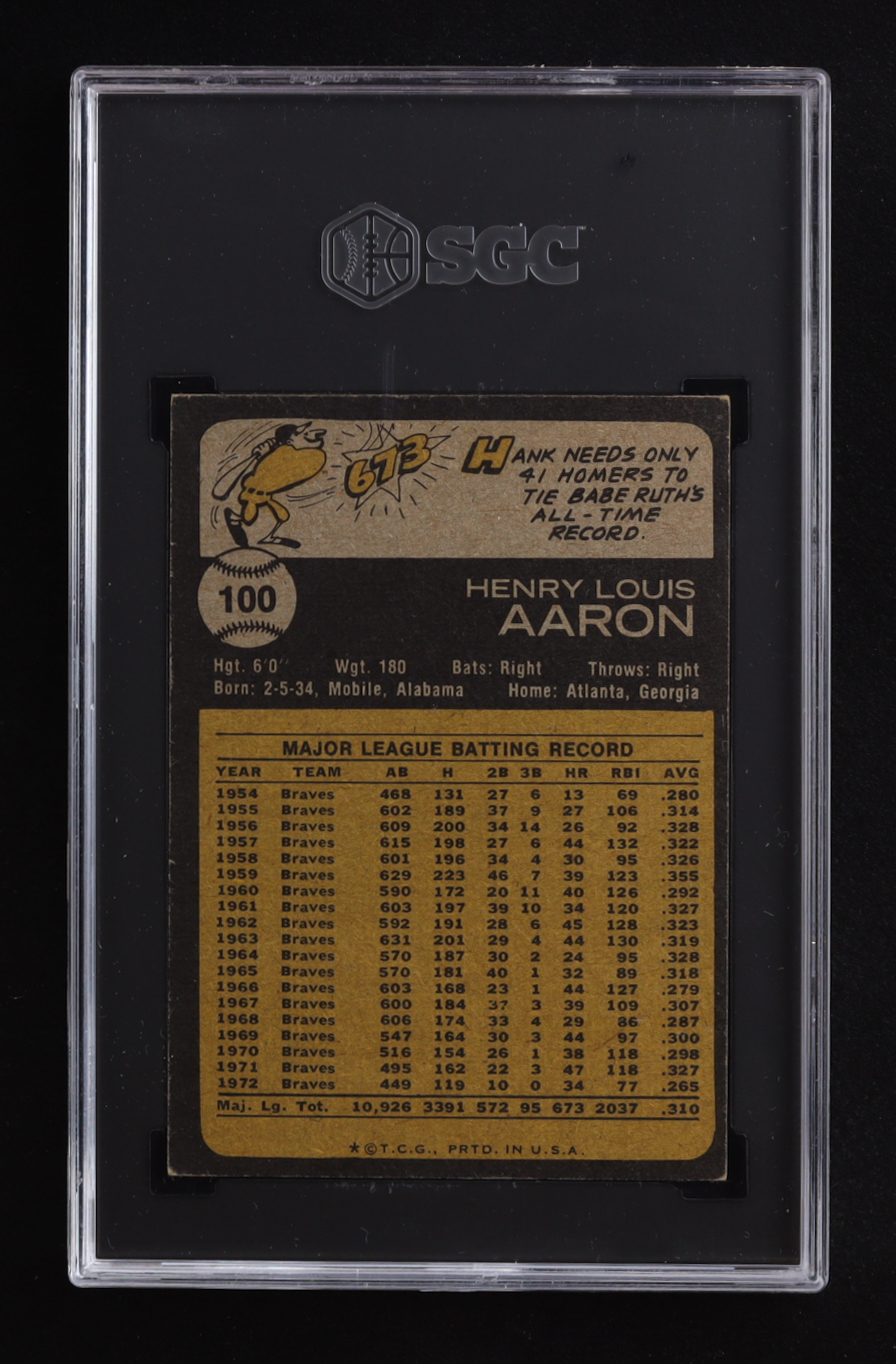 SGC
673
HANK NEEDS ONLY
41 HOMERS TO
TIE BABE RUTH'S
ALL-TIME
RECORD.
100
HENRY LOUIS
AARON
Hgt. 6'0" Wgt. 180 Bats: Right Throws: Right
Born: 2-5-34, Mobile, Alabama Home: Atlanta, Georgia
MAJOR LEAGUE BATTING RECORD
YEAR TEAM AB H 2B 3B HR RBI AVG
1954 Braves 468 131 27 6 13 69 .280
1955 Braves 602 189 37 9 27 106 .314
1956 Braves 609 200 34 14 26 92 .328
1957 Braves 615 198 27 6 44 132 .322
1958 Braves 601 196 34 4 30 95 .326
1959 Braves 629 223 46 7 39 123 .355
1960 Braves 590 172 20 11 40 126 .292
1961 Braves 603 197 39 10 34 120 .327
1962 Braves 592 191 28 6 45 128 .323
1963 Braves 631 201 29 4 44 130 .319
1964 Braves 570 187 30 2 24 95 .328
1965 Braves 570 181 40 1 32 89 .318
1966 Braves 603 168 23 1 44 127 .279
1967 Braves 600 184 37 3 39 109 .307
1968 Braves 606 174 33 4 29 86 .287
1969 Braves 547 164 30 3 44 97 .300
1970 Braves 516 154 26 1 38 118 .298
1971 Braves 495 162 22 3 47 118 .327
1972 Braves 449 119 10 0 34 77 .265
Maj. Lg. Tot. 10,926 3391 572 95 673 2037 .310
★©T.C.G., PRTD. IN U.S.A.